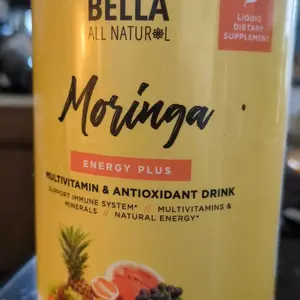 BELLA
ALL NATURAL
LIQUID
DIETARY
SUPPLEMENT
Moringa
ENERGY PLUS
MULTIVITAMIN & ANTIOXIDANT DRINK
SUPPORT IMMUNE SYSTEM* // MULTIVITAMINS &
MINERALS // NATURAL ENERGY*